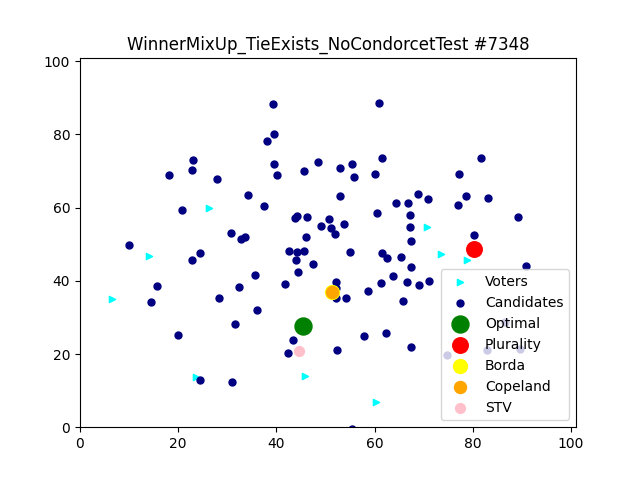 WinnerMixUp_TieExists_NoCondorcetTest #7348
100
80
60
40
20
0
0
20
40
60
80
100
Voters
Candidates
Optimal
Plurality
Borda
Copeland
STV